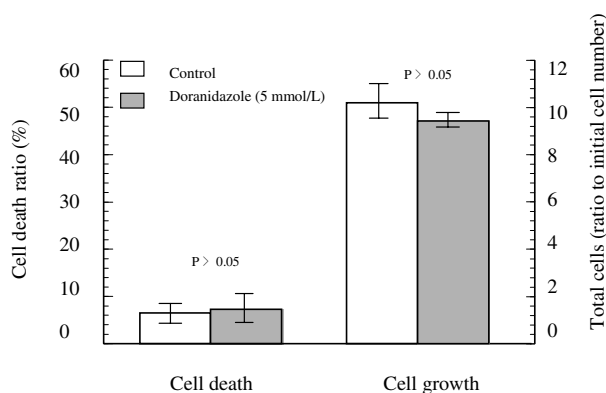 60
50
40
30
20
10
0
Cell death ratio (%)
Control
Doranidazole (5 mmol/L)
P > 0.05
P > 0.05
12
10
8
6
4
2
0
Total cells (ratio to initial cell number)
Cell death
Cell growth